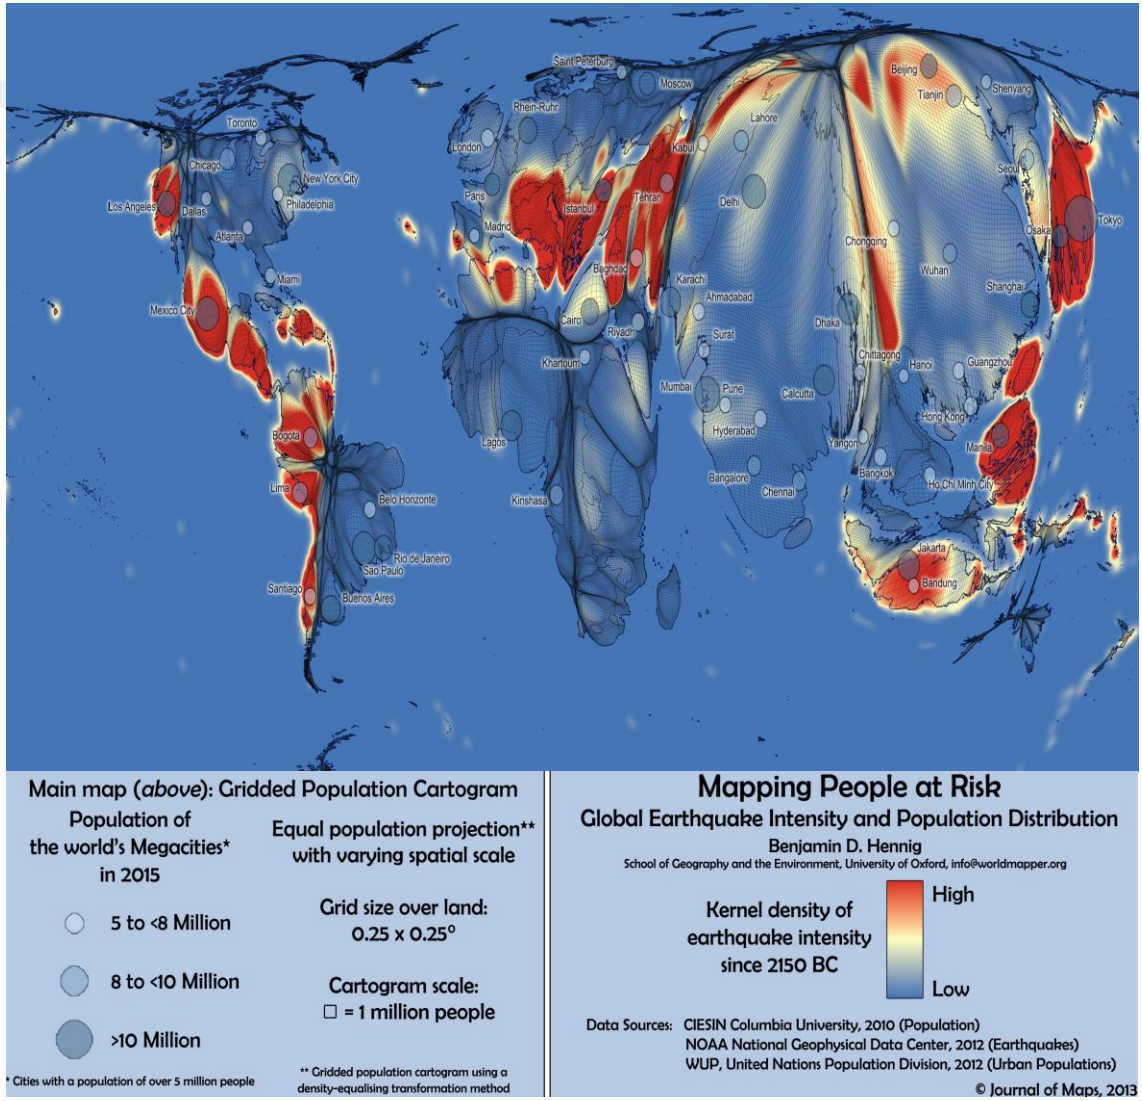 Saint Peterburg
Moscow
Beijing
Tianjin
Shenyang
Rhein-Ruhr
Toronto
London
Kabul
Lahore
Chicago
New York City
Paris
Seoul
Los Angeles
Dallas
Philadelphia
Istanbul
Tehran
Delhi
Tokyo
Atlanta
Madrid
Chongqing
Osaka
Wuhan
Baghdad
Miami
Karachi
Ahmadabad
Shanghai
Mexico City
Cairo
Riyadh
Dhaka
Surat
Khartoum
Chittagong
Hanoi
Guangzhou
Mumbai
Pune
Calcutta
Hong Kong
Hyderabad
Bogota
Lagos
Yangon
Manila
Bangkok
Bangalore
Chennai
Ho Chi Minh City
Lima
Belo Horizonte
Kinshasa
Rio de Janeiro
Sao Paulo
Jakarta
Bandung
Santiago
Buenos Aires
Main map (above): Gridded Population Cartogram
Population of
the world's Megacities*
in 2015
5 to <8 Million
8 to <10 Million
>10 Million
* Cities with a population of over 5 million people
Equal population projection**
with varying spatial scale
Grid size over land:
0.25 x 0.25°
Cartogram scale:
= 1 million people
** Gridded population cartogram using a
density-equalising transformation method
Mapping People at Risk
Global Earthquake Intensity and Population Distribution
Benjamin D. Hennig
School of Geography and the Environment, University of Oxford, info@worldmapper.org
Kernel density of
earthquake intensity
since 2150 BC
High
Low
Data Sources: CIESIN Columbia University, 2010 (Population)
NOAA National Geophysical Data Center, 2012 (Earthquakes)
WUP, United Nations Population Division, 2012 (Urban Populations)
© Journal of Maps, 2013